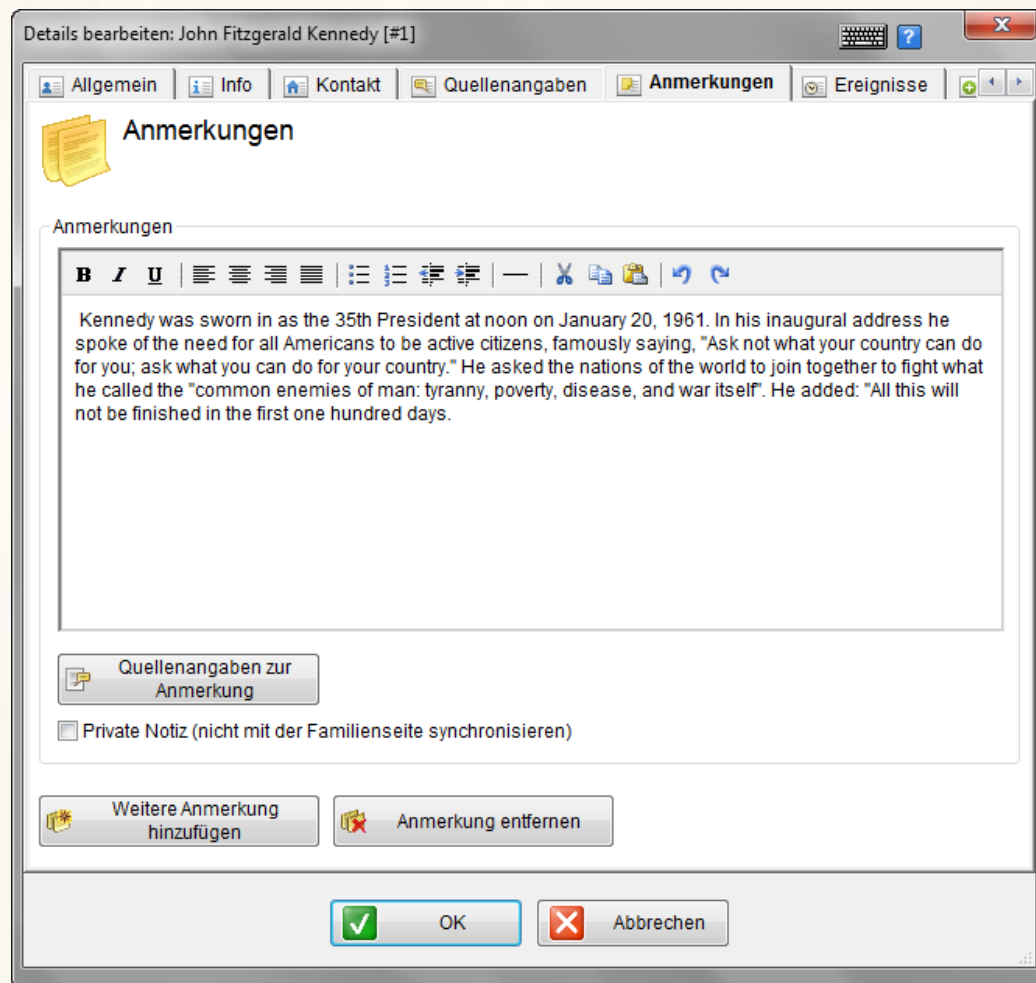 Details bearbeiten: John Fitzgerald Kennedy [#1]
Allgemein Info Kontakt Quellenangaben Anmerkungen Ereignisse
Anmerkungen
Anmerkungen
B I U
Kennedy was sworn in as the 35th President at noon on January 20, 1961. In his inaugural address he
spoke of the need for all Americans to be active citizens, famously saying, "Ask not what your country can do
for you; ask what you can do for your country." He asked the nations of the world to join together to fight what
he called the "common enemies of man: tyranny, poverty, disease, and war itself". He added: "All this will
not be finished in the first one hundred days.
Quellenangaben zur
Anmerkung
Private Notiz (nicht mit der Familienseite synchronisieren)
Weitere Anmerkung
hinzufügen
Anmerkung entfernen
OK Abbrechen